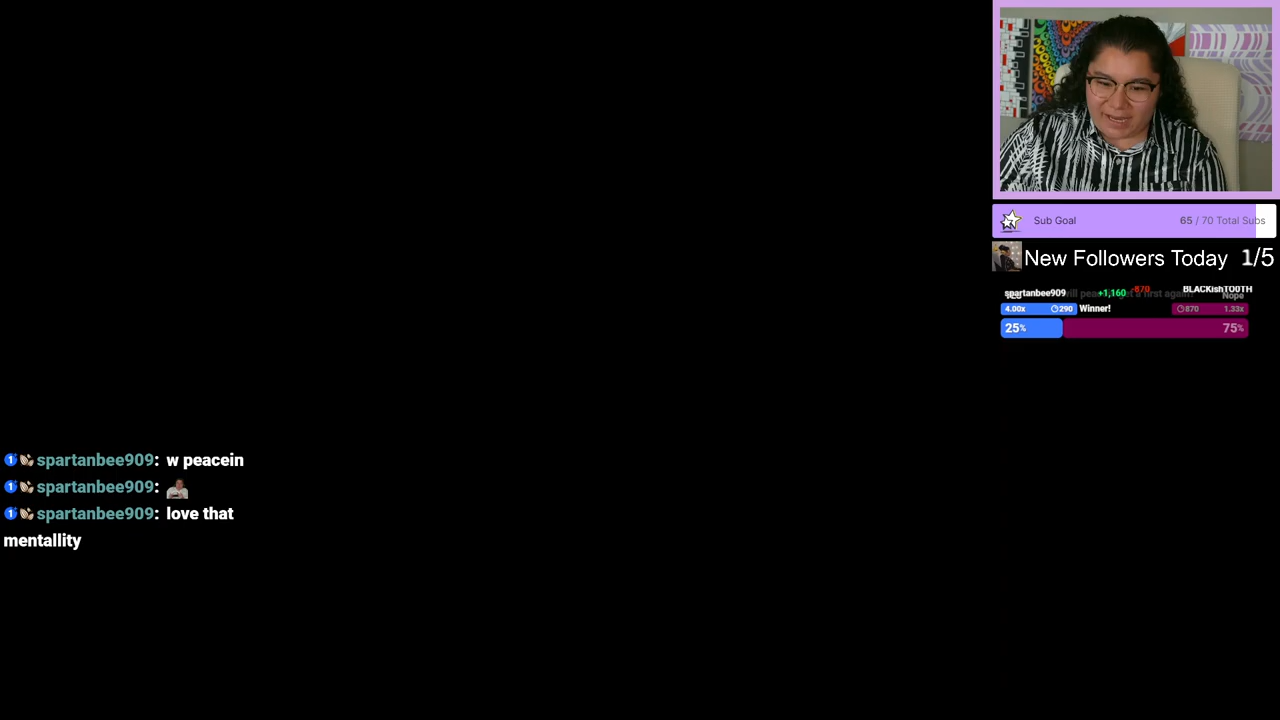 Sub Goal 65 / 70 Total Subs
New Followers Today 1/5
spartanbee909 +1,160 -870 BLACKishTOOTH
Nope
4.00x 290 Winner! 870 1.33x
25% 75%
spartanbee909: w peacein
spartanbee909:
spartanbee909: love that
mentallity